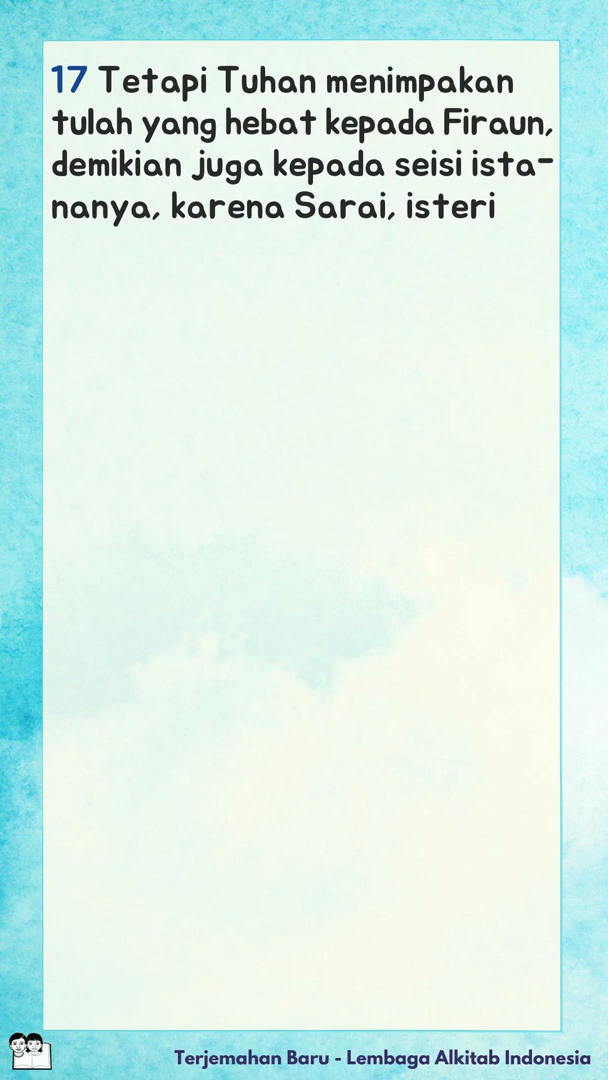 17 Tetapi Tuhan menimpakan
tulah yang hebat kepada Firaun,
demikian juga kepada seisi ista-
nanya, karena Sarai, isteri
Terjemahan Baru - Lembaga Alkitab Indonesia